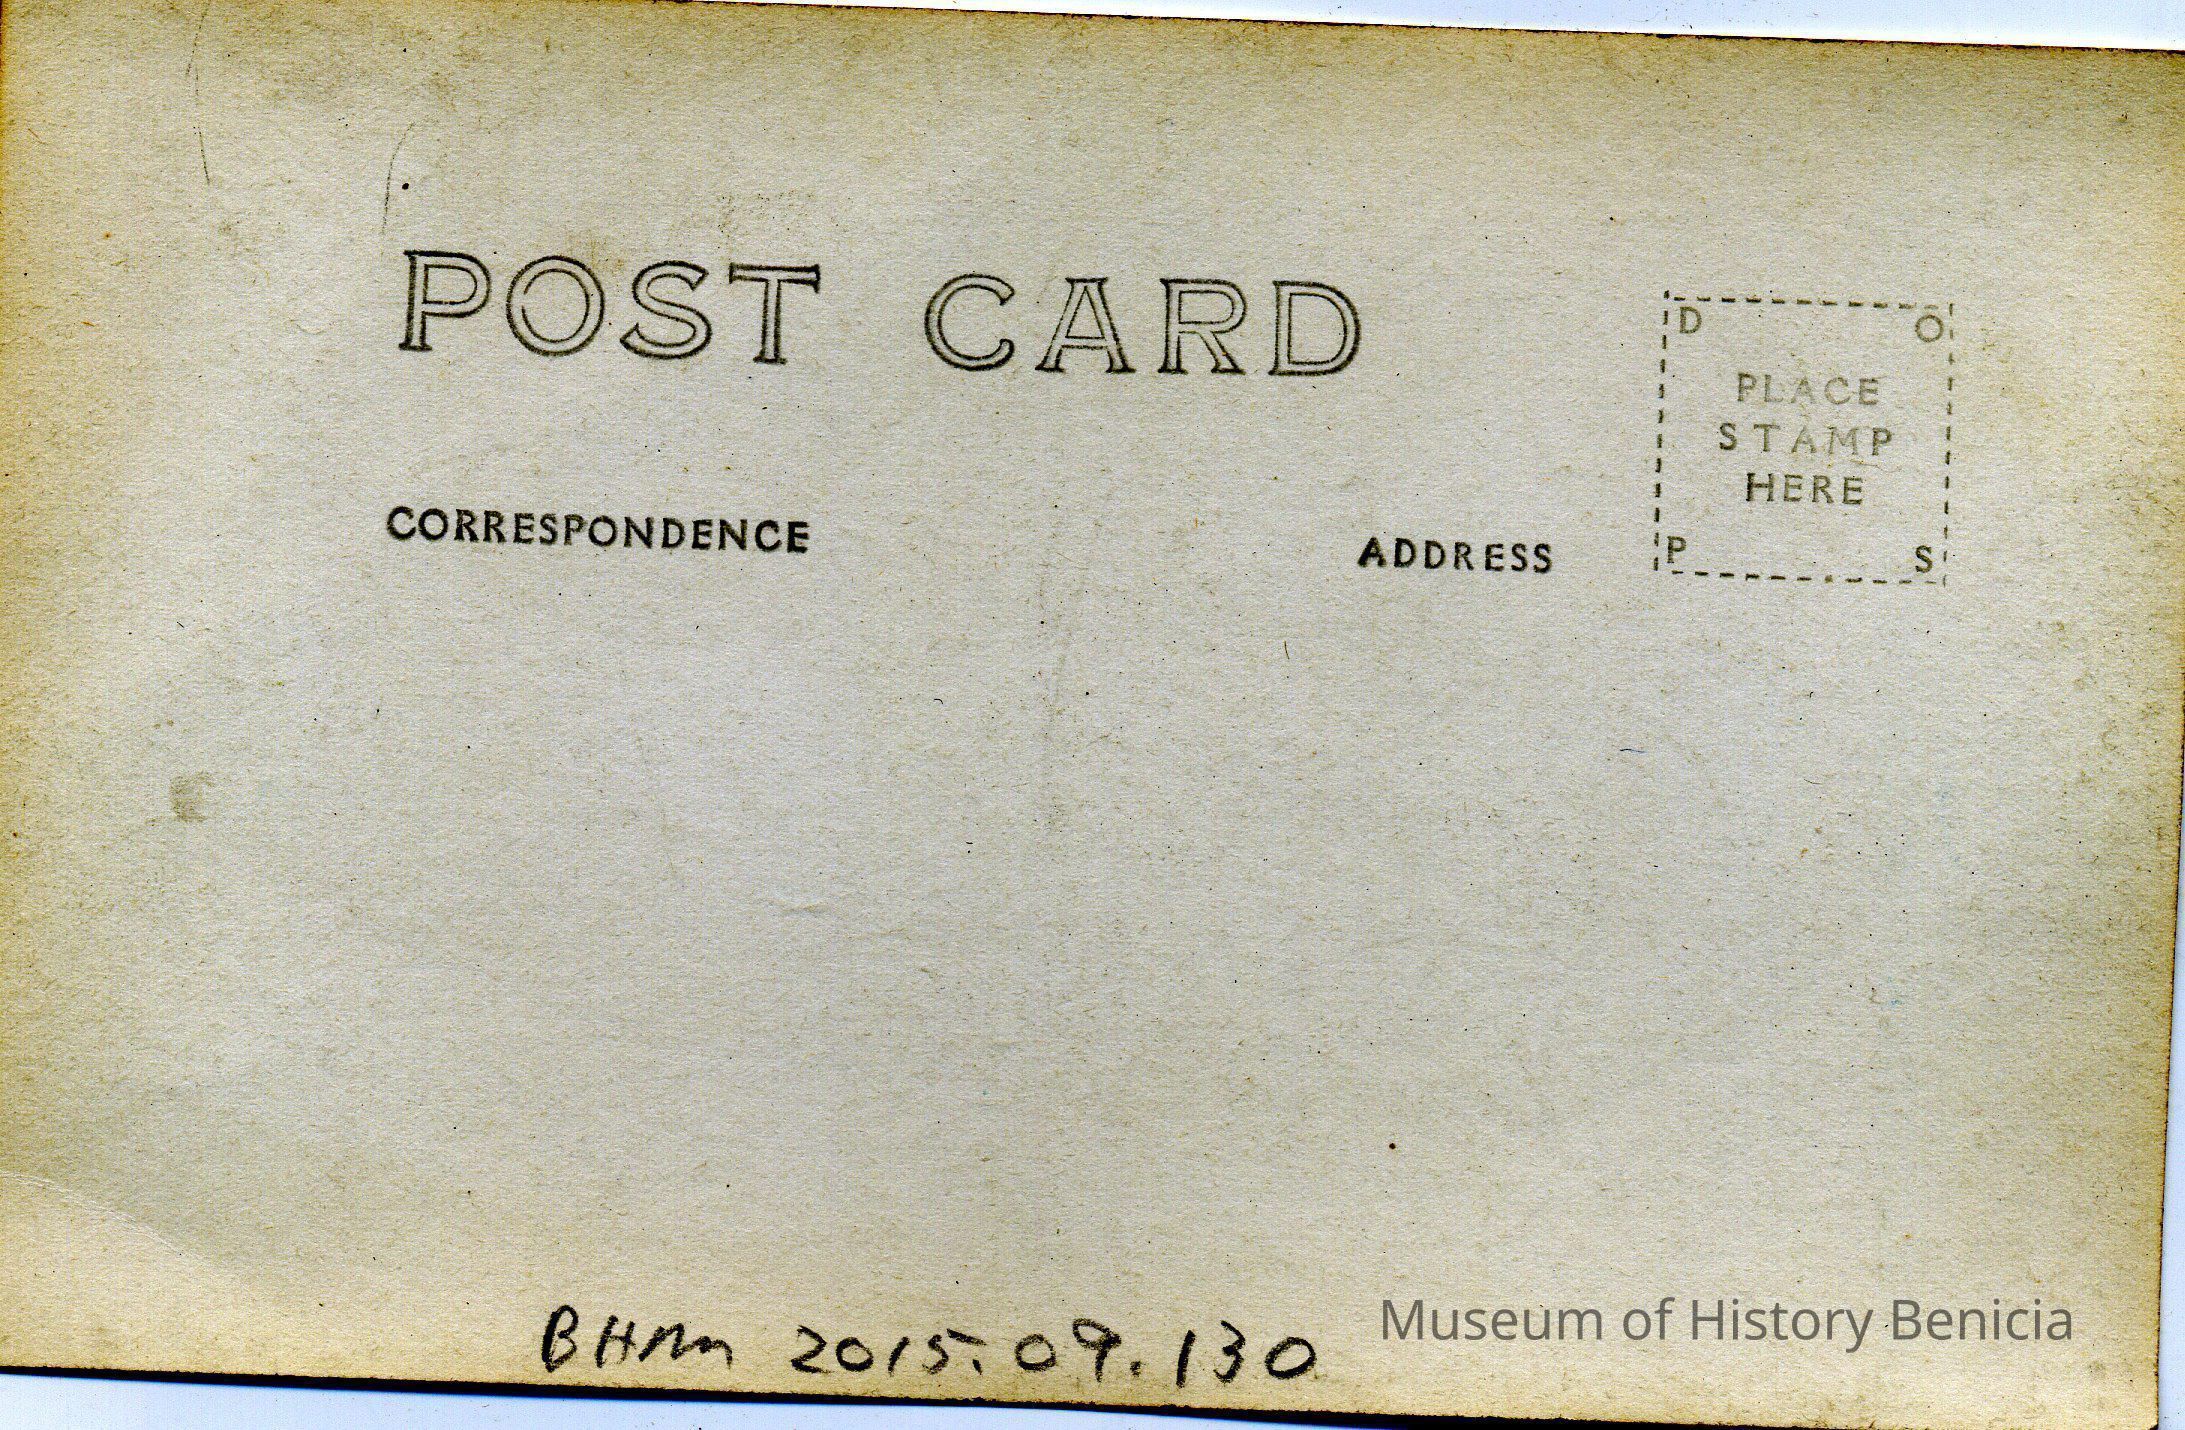 POST CARD
D O
PLACE
STAMP
HERE
P S
CORRESPONDENCE
ADDRESS
BHM 2015.09.130
Museum of History Benicia